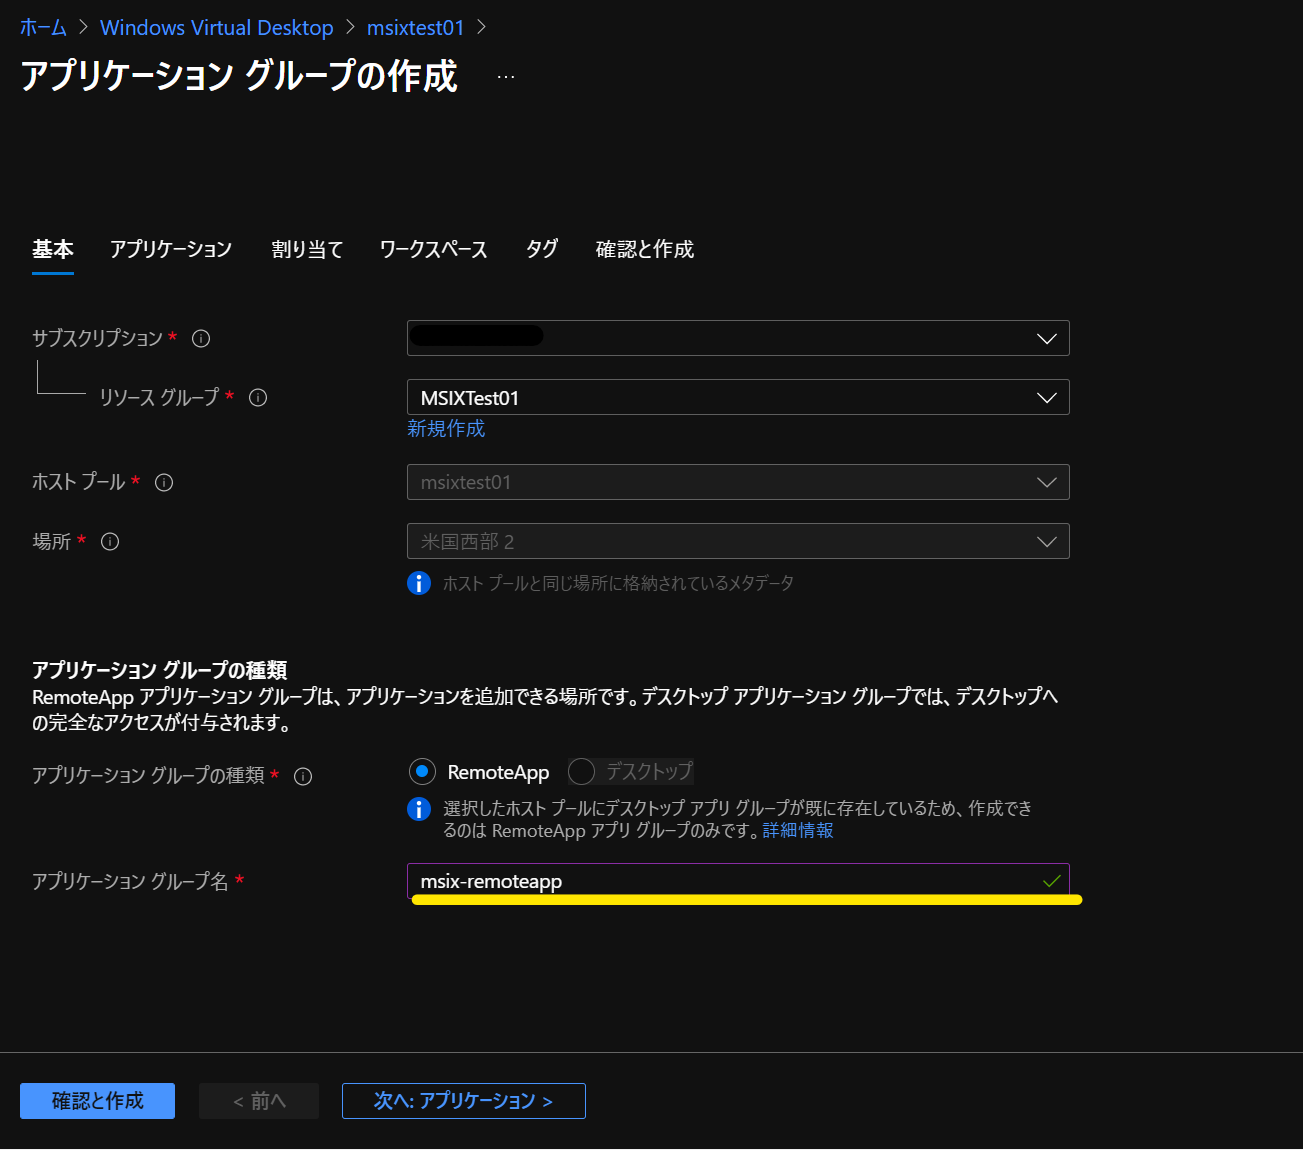 ホーム > Windows Virtual Desktop > msixtest01 >
アプリケーション グループの作成 ...
基本 アプリケーション 割り当て ワークスペース タグ 確認と作成
サブスクリプション *
リソース グループ * MSIXTest01
新規作成
ホスト プール * msixtest01
場所 * 米国西部 2
ホスト プールと同じ場所に格納されているメタデータ
アプリケーション グループの種類
RemoteApp アプリケーション グループは、アプリケーションを追加できる場所です。デスクトップ アプリケーション グループでは、デスクトップへ
の完全なアクセスが付与されます。
アプリケーション グループの種類 * RemoteApp デスクトップ
選択したホスト プールにデスクトップ アプリ グループが既に存在しているため、作成でき
るのは RemoteApp アプリ グループのみです。詳細情報
アプリケーション グループ名 * msix-remoteapp
確認と作成 < 前へ 次へ: アプリケーション >